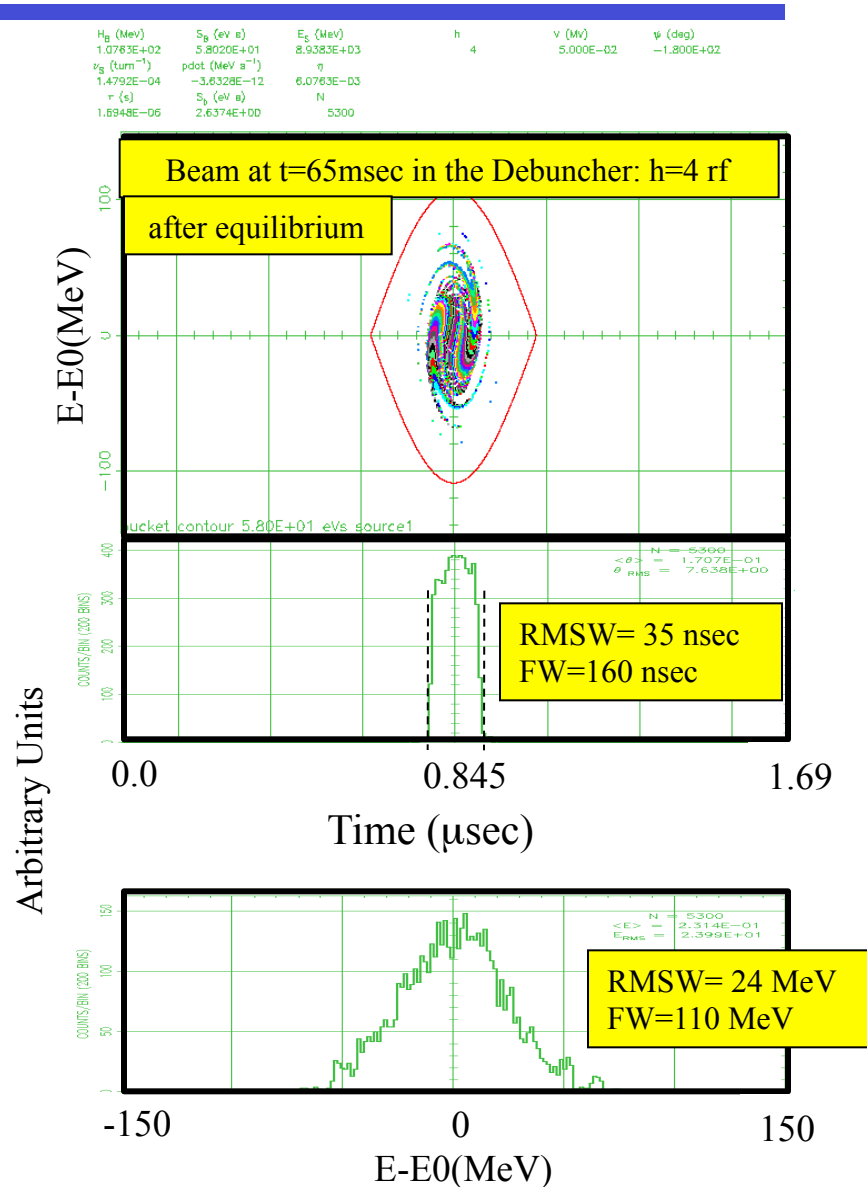 H_B (MeV) S_B (eV s) E_S (MeV) h V (MV) ψ (deg)
1.0763E+02 5.8020E+01 8.9383E+03 4 5.000E-02 -1.800E+02
ν_S (turn⁻¹) pdot (MeV s⁻¹) η
1.4792E-04 -3.6328E-12 6.0763E-03
τ (s) S_b (eV s) N
1.6948E-06 2.6374E+00 5300
Beam at t=65msec in the Debuncher: h=4 rf
after equilibrium
100
0
-100
E-E0(MeV)
ucket contour 5.80E+01 eVs source1
400
300
200
100
0
COUNTS/BIN (200 BINS)
N = 5300
<θ> = 1.707E-01
θ RMS = 7.638E+00
RMSW= 35 nsec
FW=160 nsec
0.0 0.845 1.69
Time (μsec)
Arbitrary Units
150
100
50
0
COUNTS/BIN (200 BINS)
N = 5300
<E> = 2.314E-01
E_RMS = 2.399E+01
RMSW= 24 MeV
FW=110 MeV
-150 0 150
E-E0(MeV)